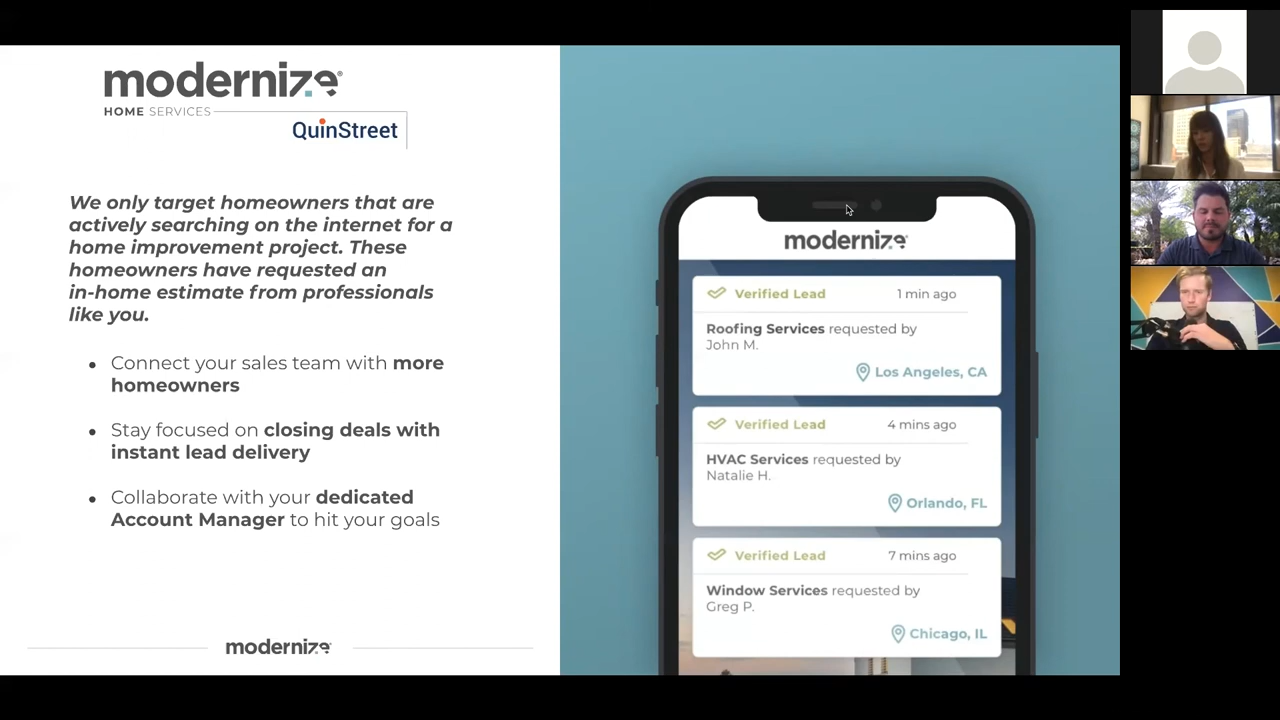 modernize®
HOME SERVICES
QuinStreet
We only target homeowners that are
actively searching on the internet for a
home improvement project. These
homeowners have requested an
in-home estimate from professionals
like you.
• Connect your sales team with more
homeowners
• Stay focused on closing deals with
instant lead delivery
• Collaborate with your dedicated
Account Manager to hit your goals
modernize
modernize
Verified Lead 1 min ago
Roofing Services requested by
John M.
Los Angeles, CA
Verified Lead 4 mins ago
HVAC Services requested by
Natalie H.
Orlando, FL
Verified Lead 7 mins ago
Window Services requested by
Greg P.
Chicago, IL